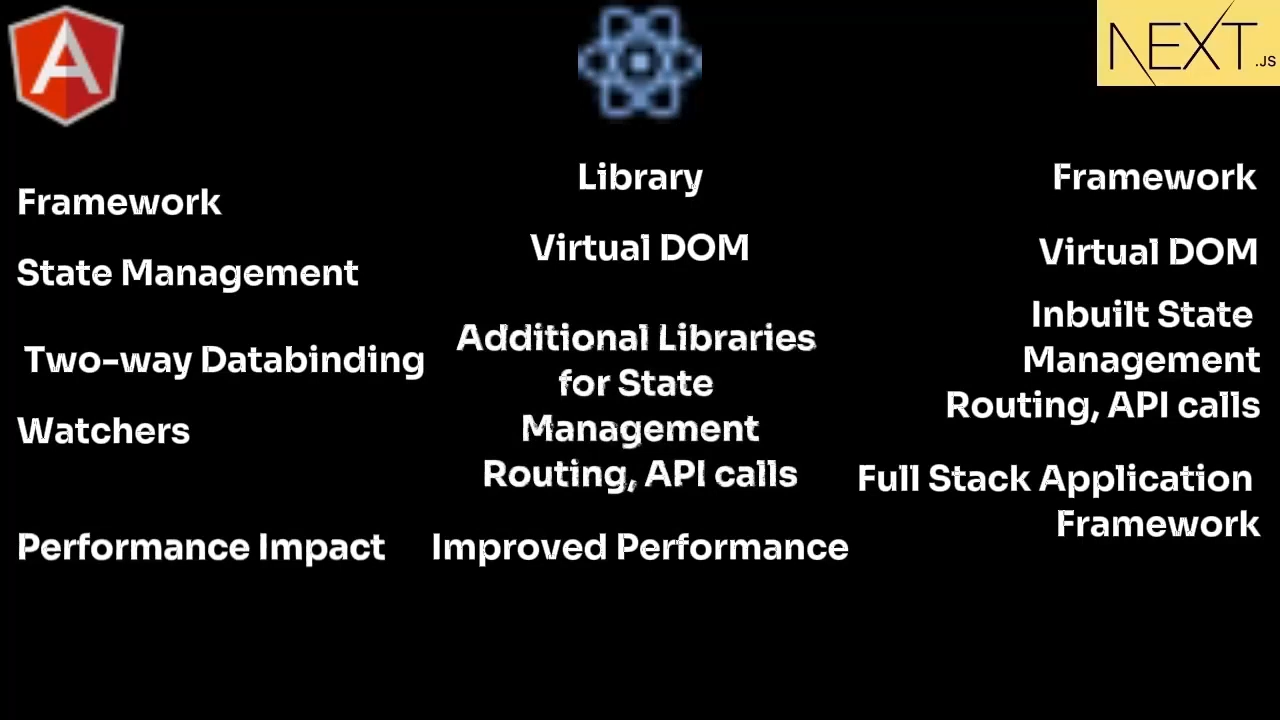 A
NEXT.JS
Framework
State Management
Two-way Databinding
Watchers
Performance Impact
Library
Virtual DOM
Additional Libraries
for State
Management
Routing, API calls
Improved Performance
Framework
Virtual DOM
Inbuilt State
Management
Routing, API calls
Full Stack Application
Framework